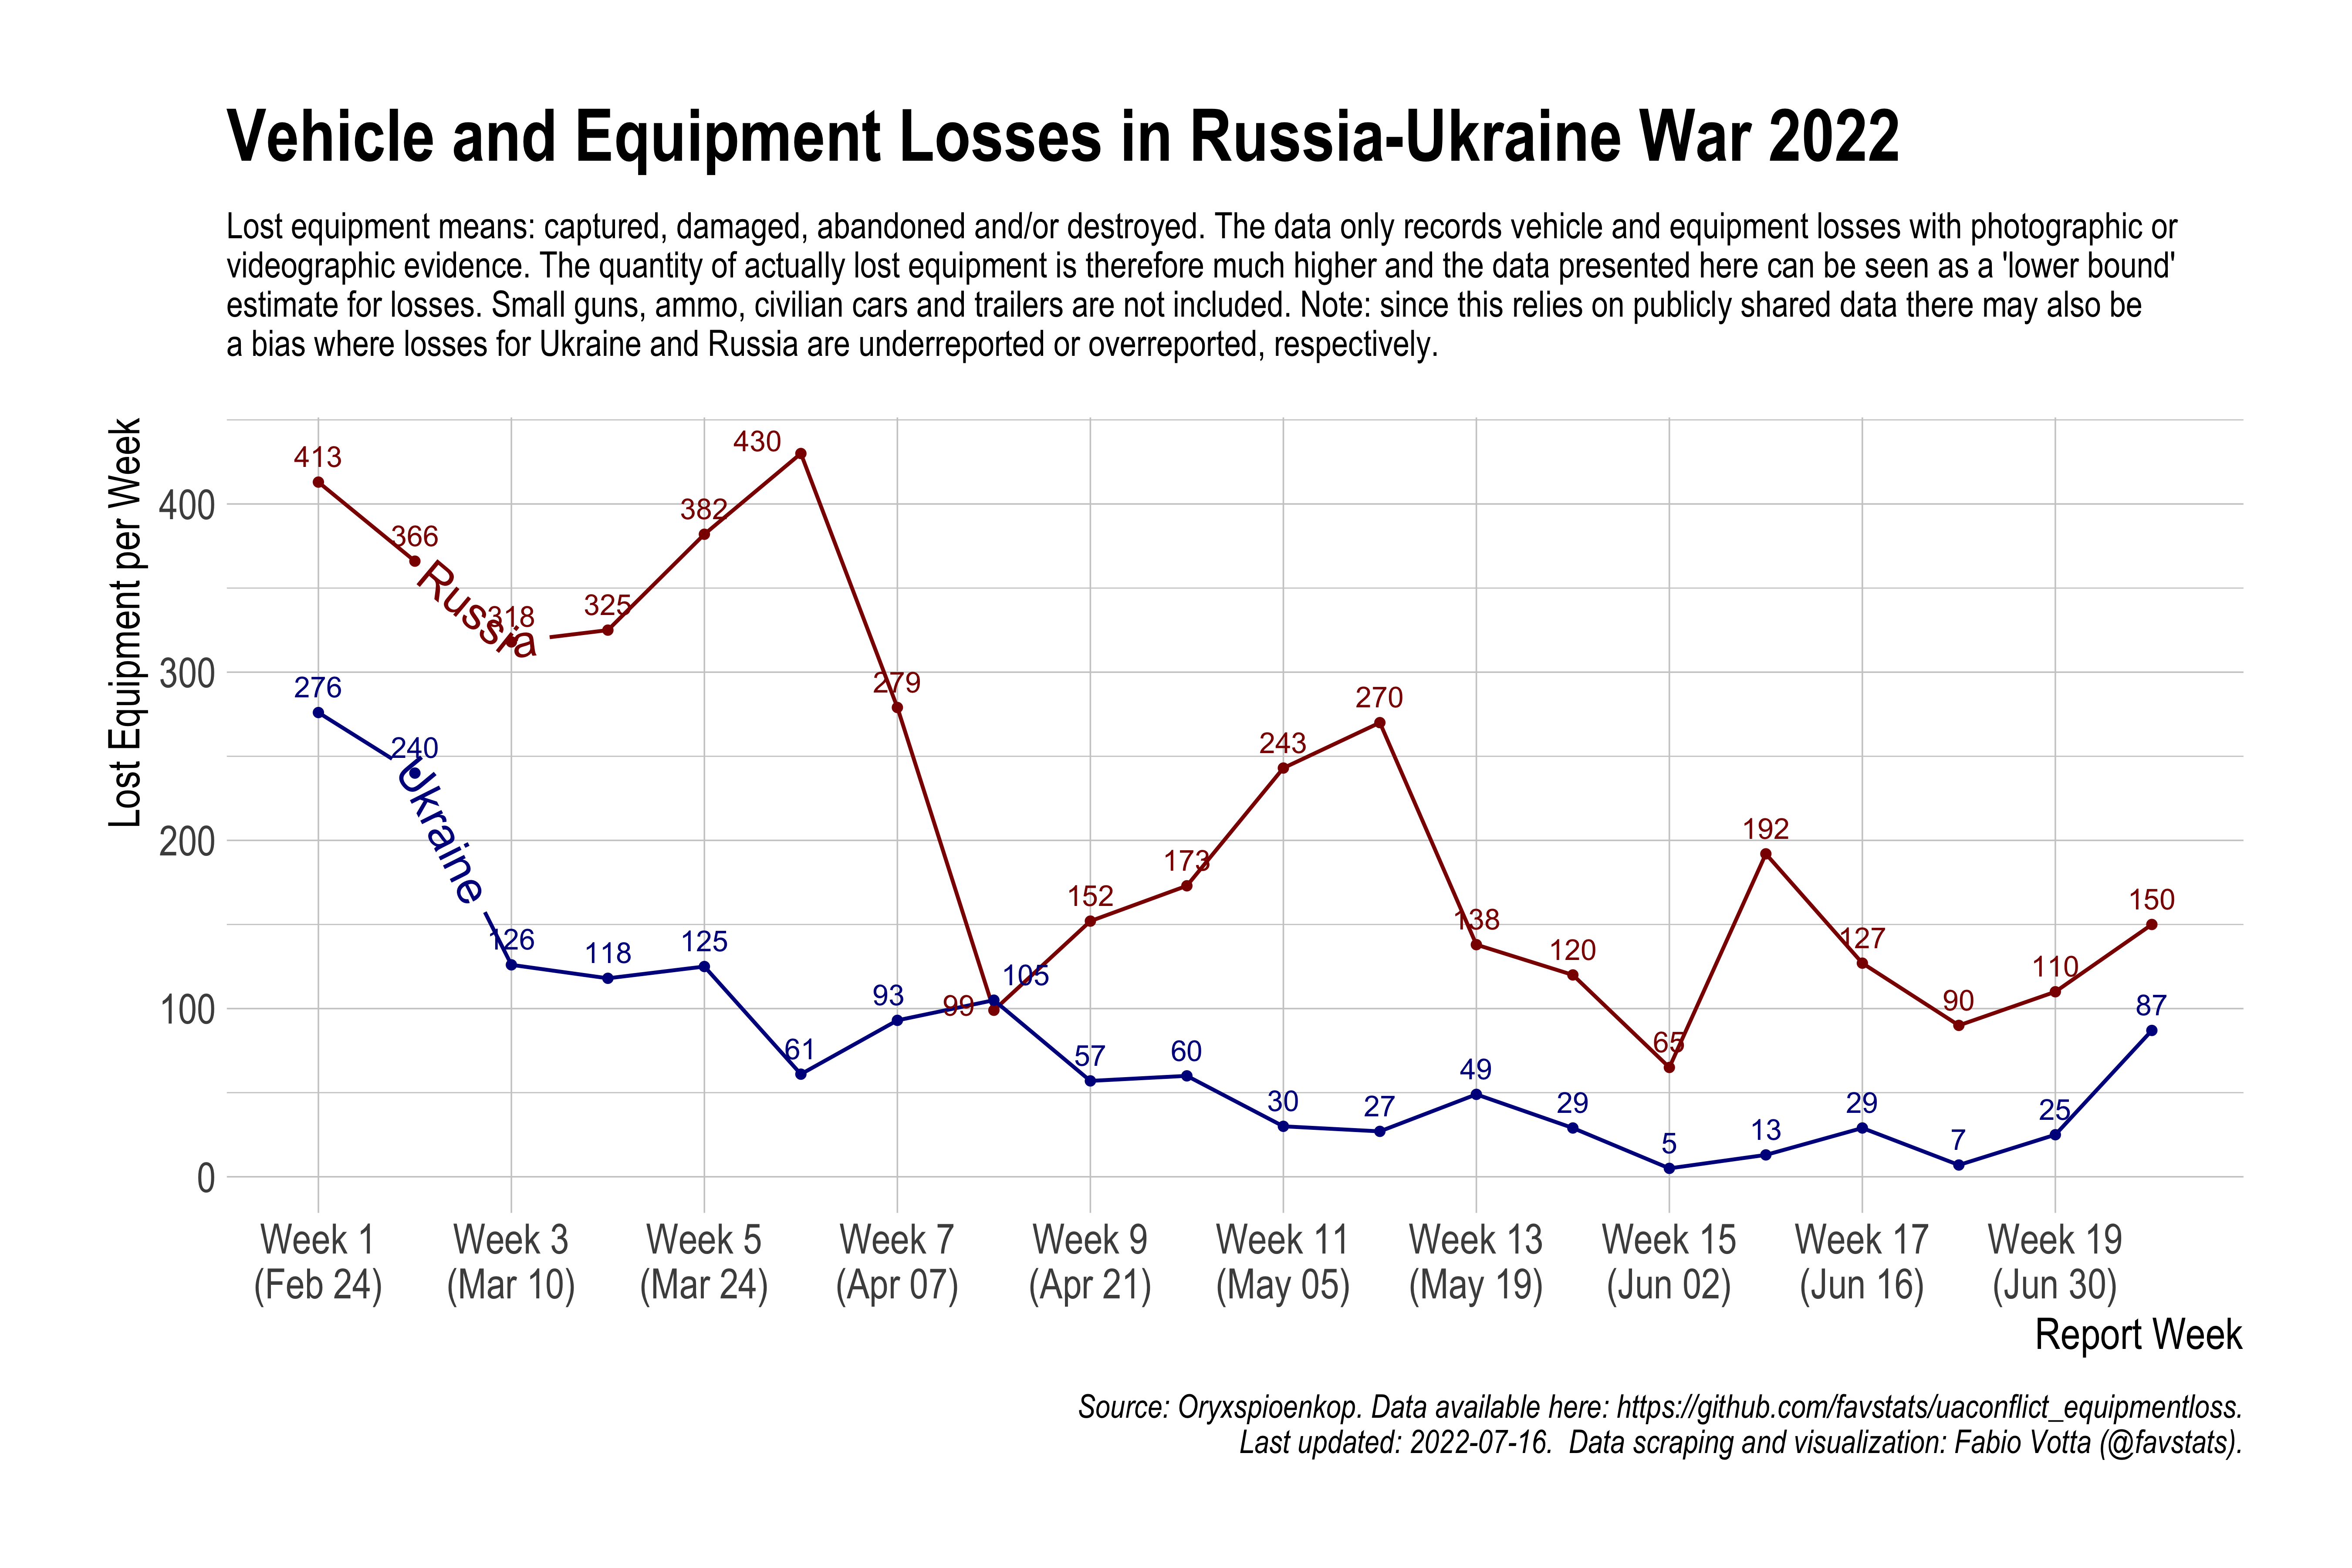 Vehicle and Equipment Losses in Russia-Ukraine War 2022
Lost equipment means: captured, damaged, abandoned and/or destroyed. The data only records vehicle and equipment losses with photographic or
videographic evidence. The quantity of actually lost equipment is therefore much higher and the data presented here can be seen as a 'lower bound'
estimate for losses. Small guns, ammo, civilian cars and trailers are not included. Note: since this relies on publicly shared data there may also be
a bias where losses for Ukraine and Russia are underreported or overreported, respectively.
Lost Equipment per Week
400
300
200
100
0
Russia
413
366
318
325
382
430
279
99
152
173
243
270
138
120
65
192
127
90
110
150
Ukraine
276
240
126
118
125
61
93
105
57
60
30
27
49
29
5
13
29
7
25
87
Week 1
(Feb 24)
Week 3
(Mar 10)
Week 5
(Mar 24)
Week 7
(Apr 07)
Week 9
(Apr 21)
Week 11
(May 05)
Week 13
(May 19)
Week 15
(Jun 02)
Week 17
(Jun 16)
Week 19
(Jun 30)
Report Week
Source: Oryxspioenkop. Data available here: https://github.com/favstats/uaconflict_equipmentloss.
Last updated: 2022-07-16.  Data scraping and visualization: Fabio Votta (@favstats).